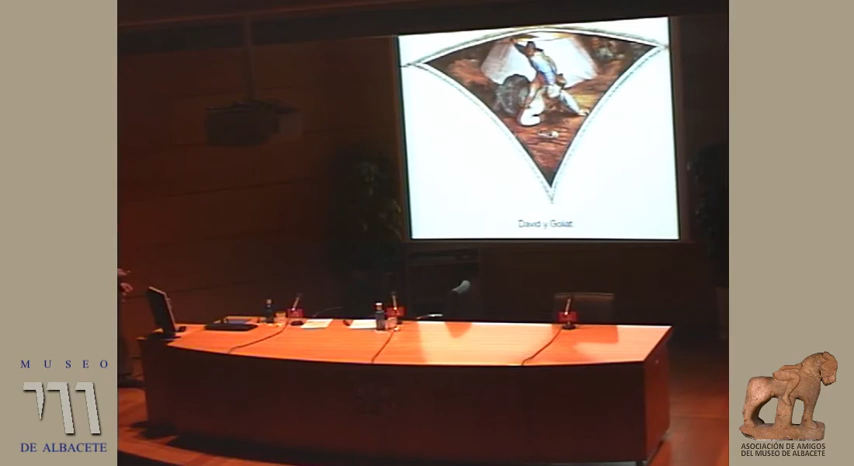 David y Goliat
MUSEO
DE ALBACETE
ASOCIACIÓN DE AMIGOS
DEL MUSEO DE ALBACETE